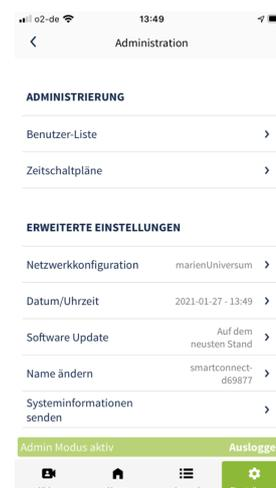 o2-de 13:49
Administration
ADMINISTRIERUNG
Benutzer-Liste
Zeitschaltpläne
ERWEITERTE EINSTELLUNGEN
Netzwerkkonfiguration marienUniversum
Datum/Uhrzeit 2021-01-27 - 13:49
Software Update Auf dem
neusten Stand
Name ändern smartconnect-
d69877
Systeminformationen
senden
Admin Modus aktiv Auslogge